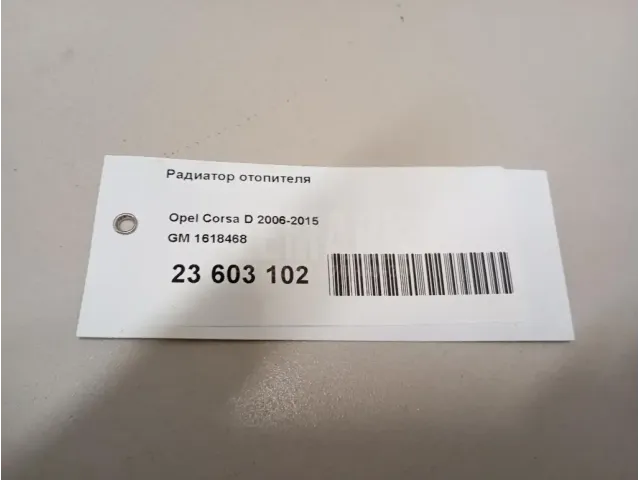 Радиатор отопителя
Opel Corsa D 2006-2015
GM 1618468
23 603 102